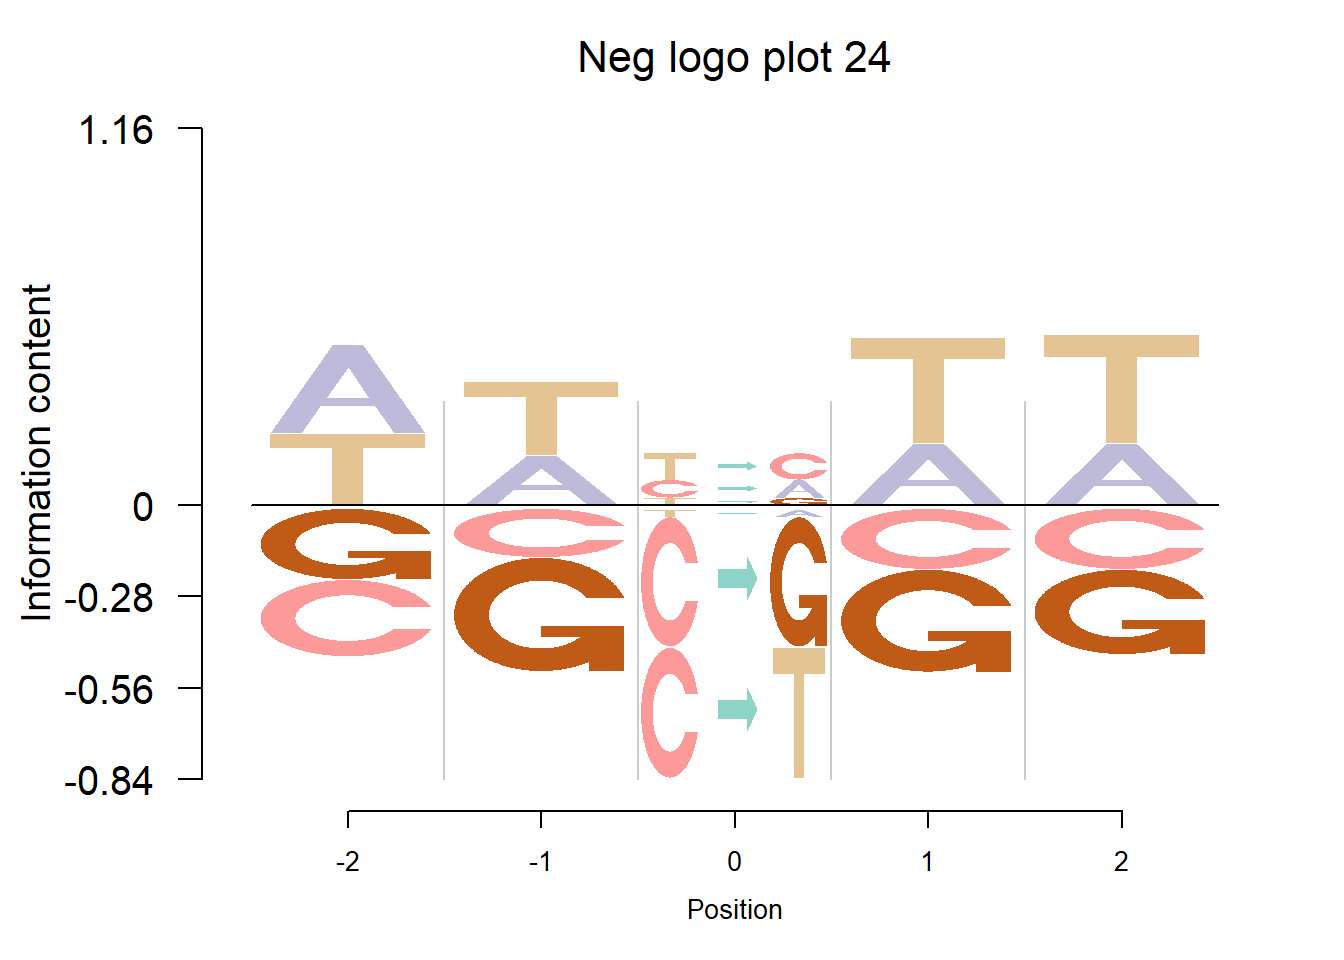 Neg logo plot 24
1.16
0
-0.28
-0.56
-0.84
Information content
A T T C T T
T A C A A A
T G
G C T A C C
C G C G G G
C T
-2 -1 0 1 2
Position